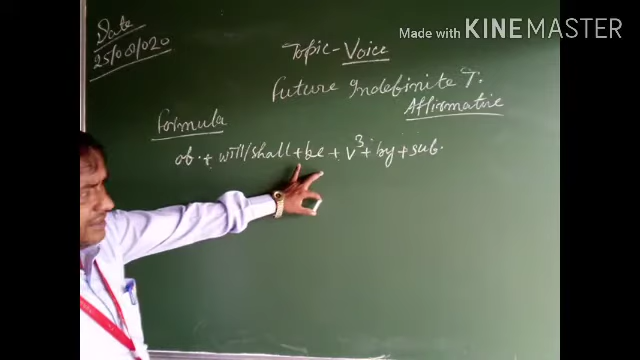 Made with KINEMASTER
Date
25/08/020
Topic-Voice
Future Indefinite T.
Affirmative
Formula
ob. + will/shall + be + V³ + by + sub.